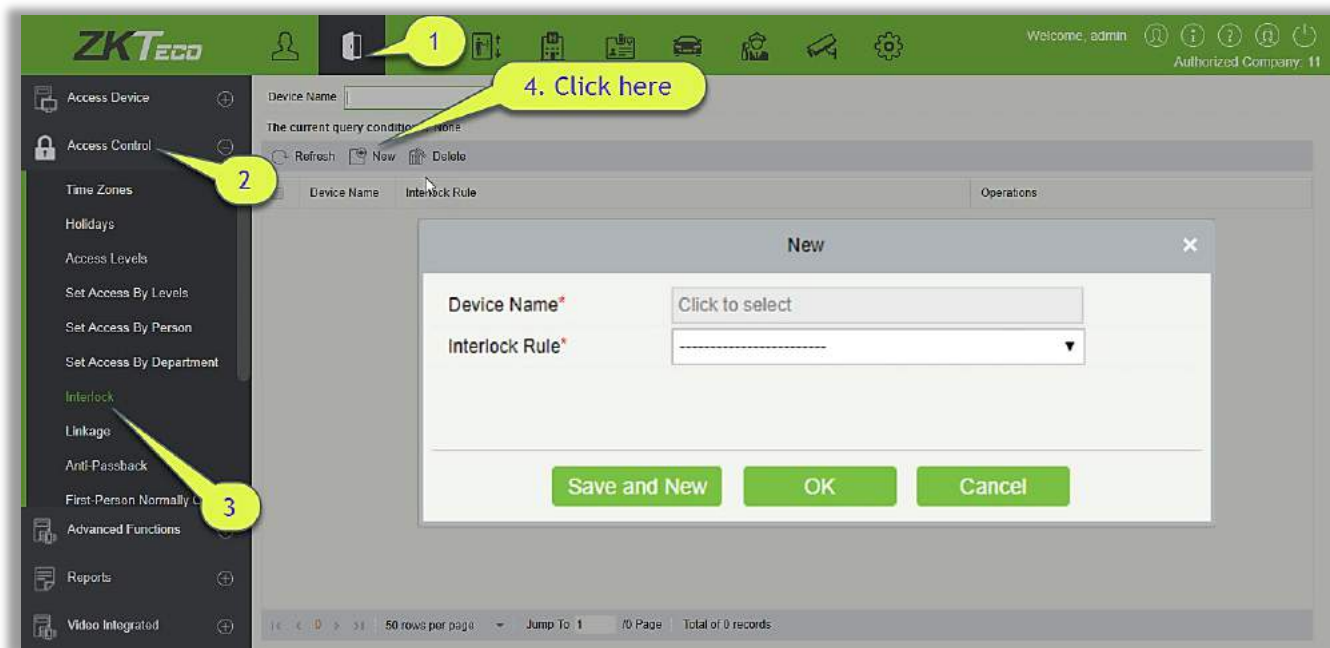 ZKTeco
1
Welcome, admin
Authorized Company: 11
Access Device
Device Name
4. Click here
The current query condition None
Access Control
Refresh New Delete
2
Time Zones
Device Name Interlock Rule Operations
Holidays
Access Levels
Set Access By Levels
Set Access By Person
Set Access By Department
Interlock
Linkage
Anti-Passback
First-Person Normally
3
Advanced Functions
Reports
Video Integrated
New
Device Name* Click to select
Interlock Rule* ------------------------
Save and New OK Cancel
0 50 rows per page Jump To 1 /0 Page Total of 0 records